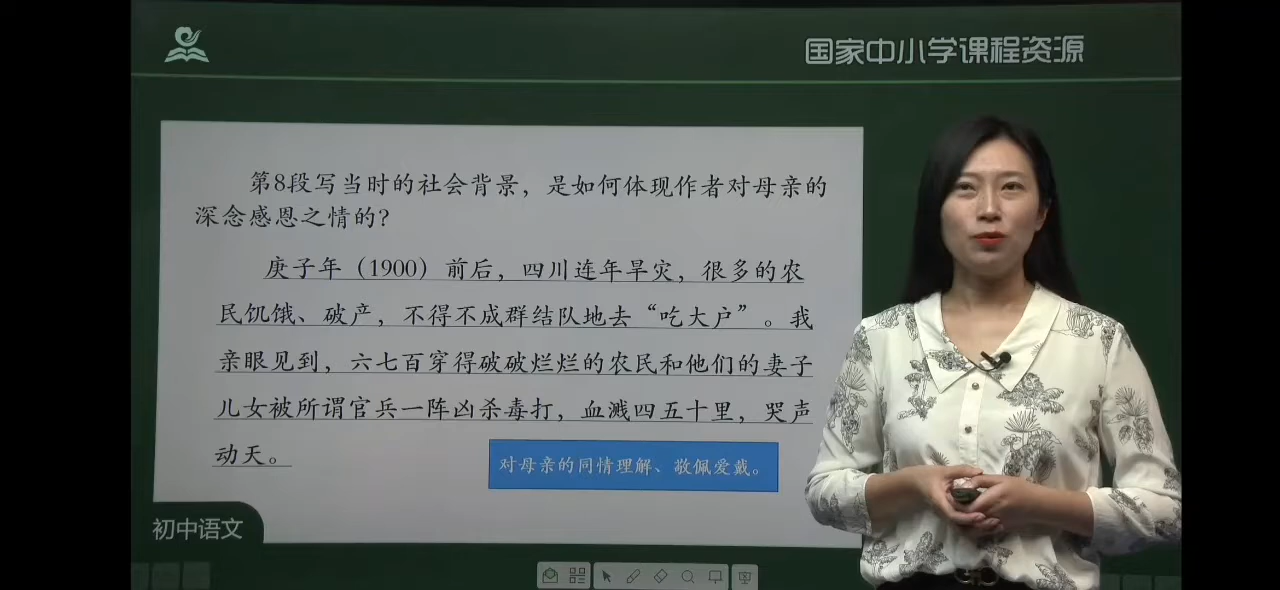 国家中小学课程资源
第8段写当时的社会背景，是如何体现作者对母亲的
深念感恩之情的？
庚子年（1900）前后，四川连年旱灾，很多的农
民饥饿、破产，不得不成群结队地去“吃大户”。我
亲眼见到，六七百穿得破破烂烂的农民和他们的妻子
儿女被所谓官兵一阵凶杀毒打，血溅四五十里，哭声
动天。
对母亲的同情理解、敬佩爱戴。
初中语文